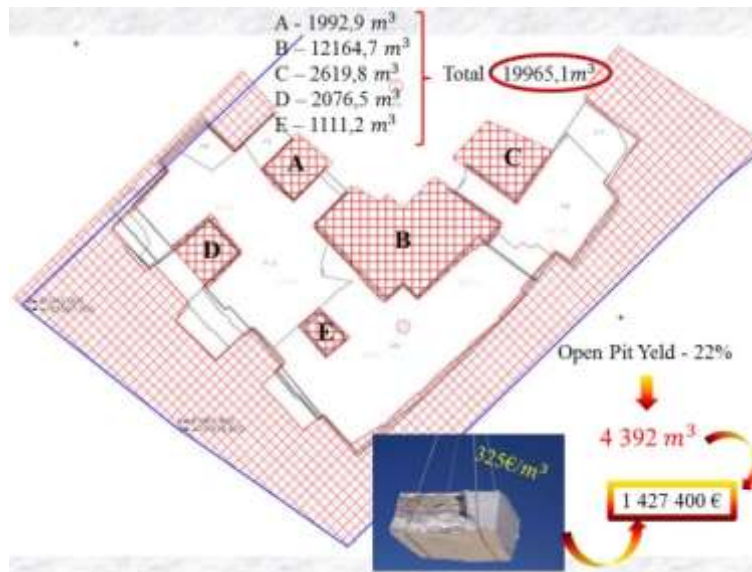 A - 1992,9 m³
B – 12164,7 m³
C – 2619,8 m³
D – 2076,5 m³
E – 1111,2 m³
Total 19965,1m³
A
C
B
D
E
Open Pit Yeld - 22%
4 392 m³
325€/m³
1 427 400 €